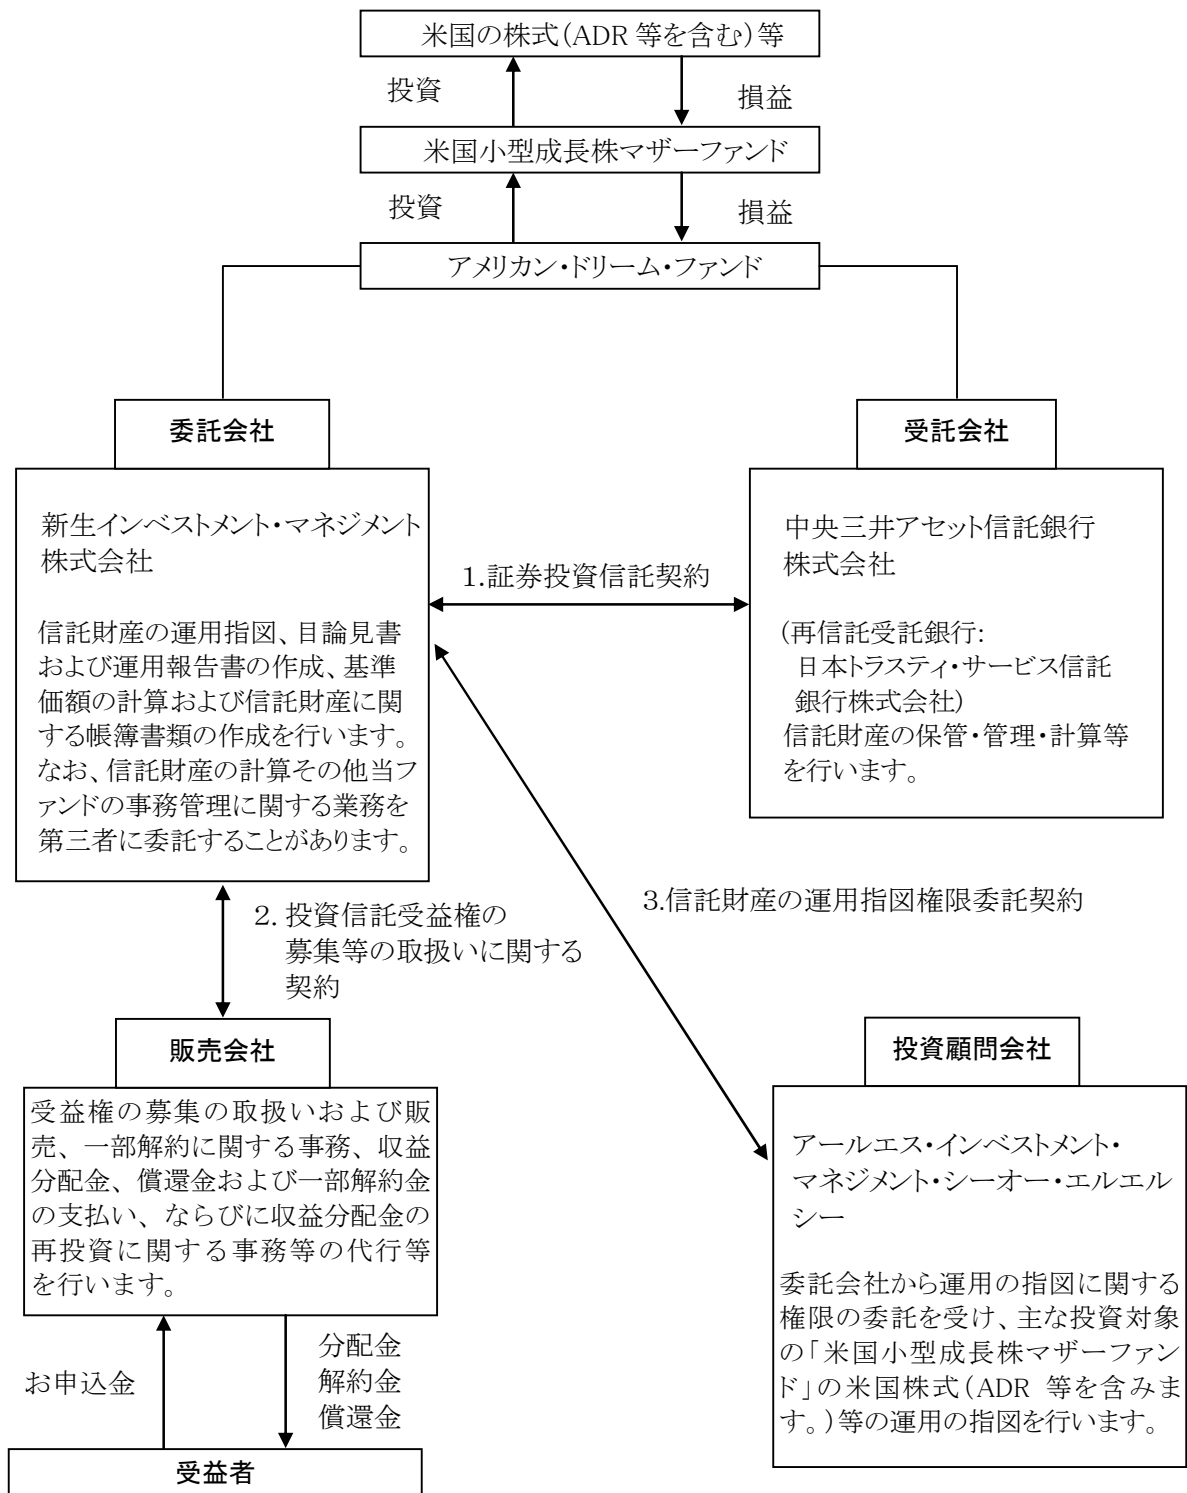 米国の株式(ADR 等を含む)等
投資
損益
米国小型成長株マザーファンド
投資
損益
アメリカン・ドリーム・ファンド
委託会社
新生インベストメント・マネジメント
株式会社
信託財産の運用指図、目論見書
および運用報告書の作成、基準
価額の計算および信託財産に関
する帳簿書類の作成を行います。
なお、信託財産の計算その他当フ
ァンドの事務管理に関する業務を
第三者に委託することがあります。
1.証券投資信託契約
受託会社
中央三井アセット信託銀行
株式会社
(再信託受託銀行:
日本トラスティ・サービス信託
銀行株式会社)
信託財産の保管・管理・計算等
を行います。
2. 投資信託受益権の
募集等の取扱いに関する
契約
3.信託財産の運用指図権限委託契約
販売会社
受益権の募集の取扱いおよび販
売、一部解約に関する事務、収益
分配金、償還金および一部解約金
の支払い、ならびに収益分配金の
再投資に関する事務等の代行等
を行います。
投資顧問会社
アールエス・インベストメント・
マネジメント・シーオー・エルエル
シー
委託会社から運用の指図に関する
権限の委託を受け、主な投資対象
の「米国小型成長株マザーファン
ド」の米国株式(ADR 等を含みま
す。)等の運用の指図を行います。
お申込金
分配金
解約金
償還金
受益者